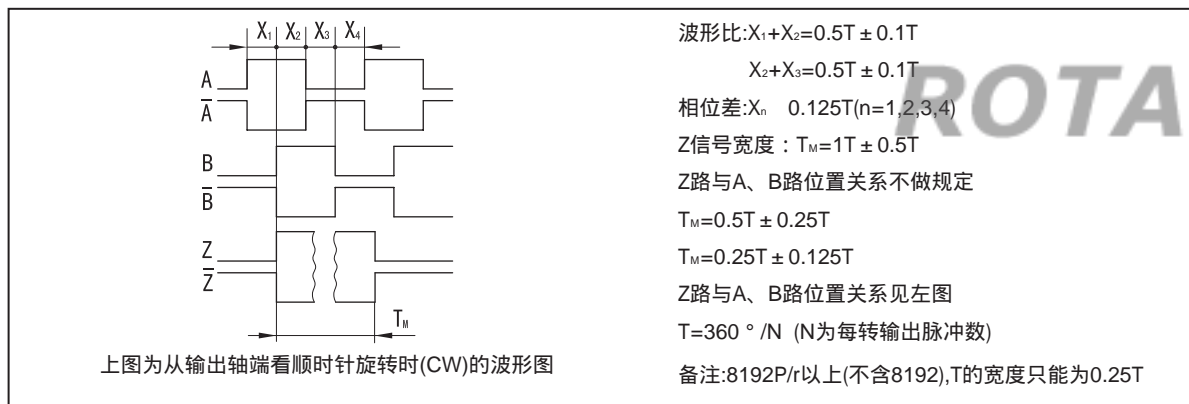 X₁ X₂ X₃ X₄
A
A̅
B
B̅
Z
Z̅
Tᴍ
上图为从输出轴端看顺时针旋转时(CW)的波形图
波形比:X₁+X₂=0.5T±0.1T
X₂+X₃=0.5T±0.1T
相位差:Xₙ 0.125T(n=1,2,3,4)
Z信号宽度：Tᴍ=1T±0.5T
Z路与A、B路位置关系不做规定
Tᴍ=0.5T±0.25T
Tᴍ=0.25T±0.125T
Z路与A、B路位置关系见左图
T=360°/N (N为每转输出脉冲数)
备注:8192P/r以上(不含8192),T的宽度只能为0.25T
ROTA